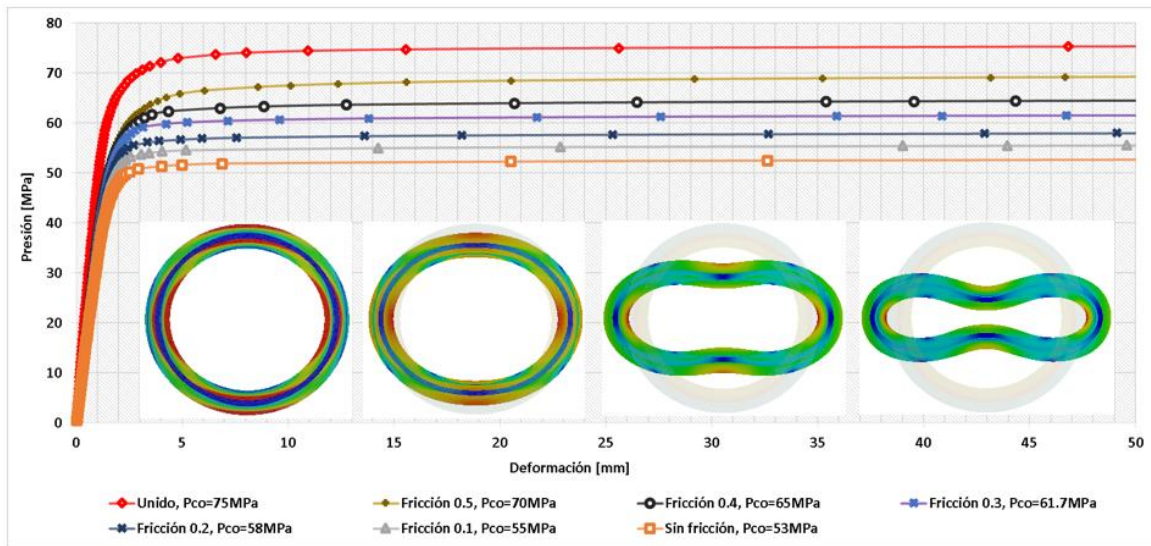 80
70
60
50
40
30
20
10
0
Presión [MPa]
0 5 10 15 20 25 30 35 40 45 50
Deformación [mm]
Unido, Pco=75MPa Fricción 0.5, Pco=70MPa Fricción 0.4, Pco=65MPa Fricción 0.3, Pco=61.7MPa
Fricción 0.2, Pco=58MPa Fricción 0.1, Pco=55MPa Sin fricción, Pco=53MPa